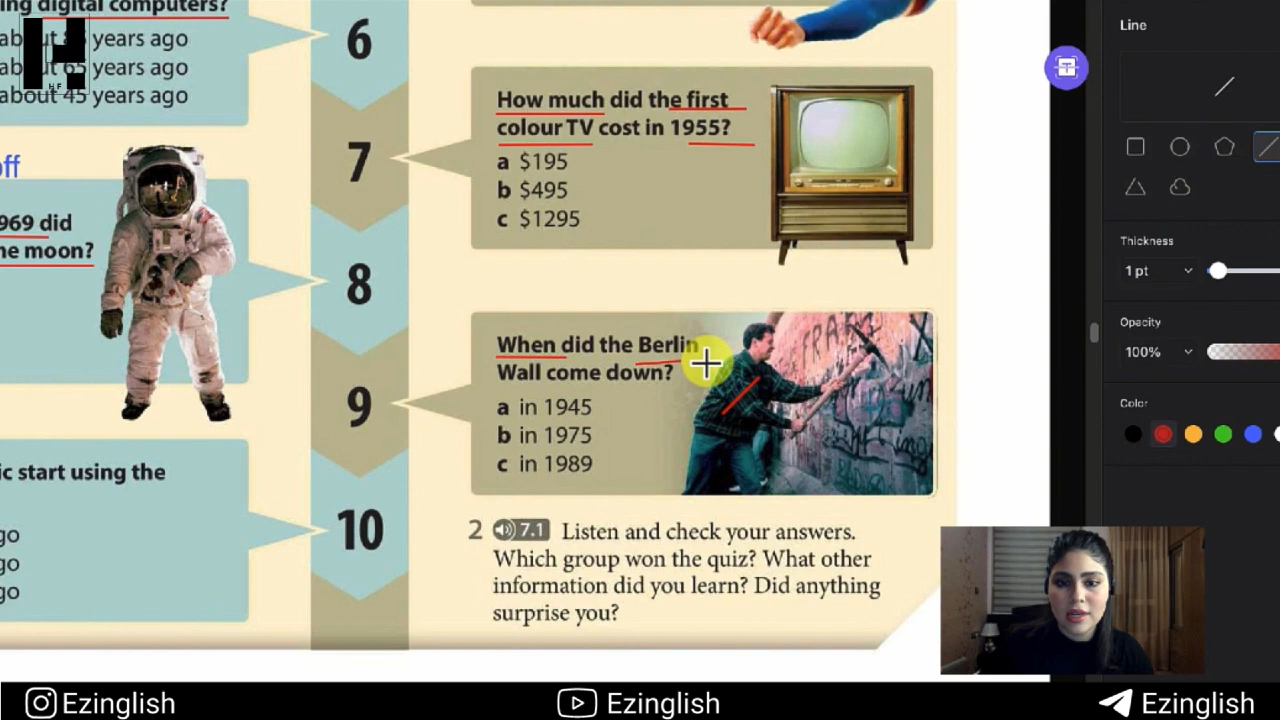 ing digital computers?
about 85 years ago
about 65 years ago
about 45 years ago
H
HF
off
969 did
he moon?
ic start using the
go
go
go
6
7
8
9
10
How much did the first
colour TV cost in 1955?
a $195
b $495
c $1295
When did the Berlin
Wall come down?
a in 1945
b in 1975
c in 1989
2 7.1 Listen and check your answers.
Which group won the quiz? What other
information did you learn? Did anything
surprise you?
Line
Thickness
1 pt
Opacity
100%
Color
Ezinglish
Ezinglish
Ezinglish